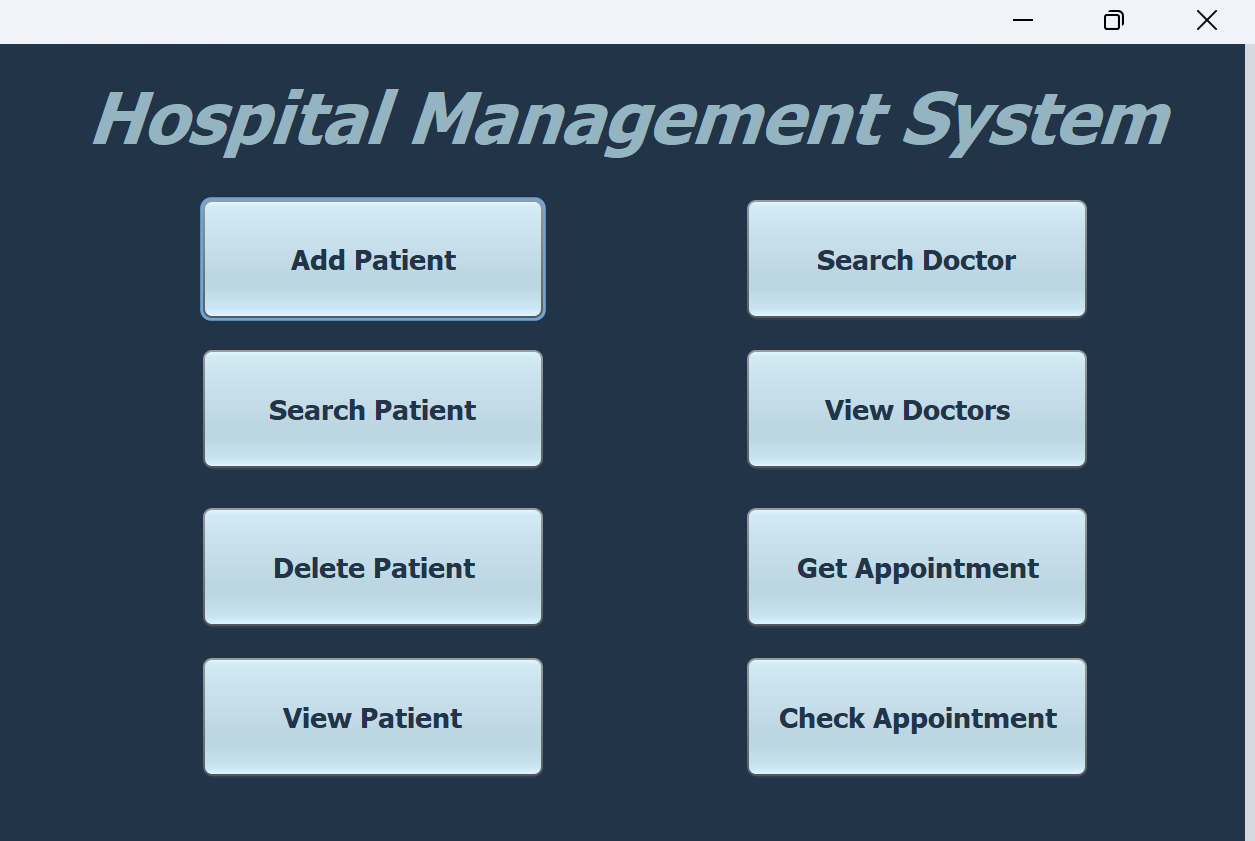 Hospital Management System
Add Patient
Search Doctor
Search Patient
View Doctors
Delete Patient
Get Appointment
View Patient
Check Appointment